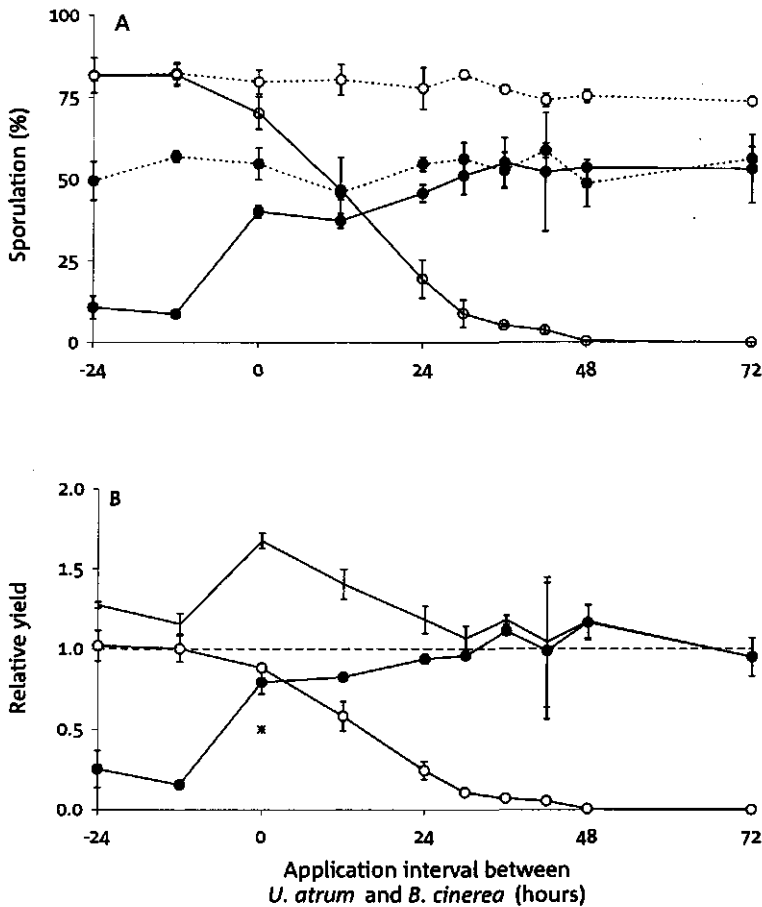 A
100
75
50
25
0
Sporulation (%)
-24 0 24 48 72
B
2.0
1.5
1.0
0.5
0.0
Relative yield
*
-24 0 24 48 72
Application interval between
U. atrum and B. cinerea (hours)